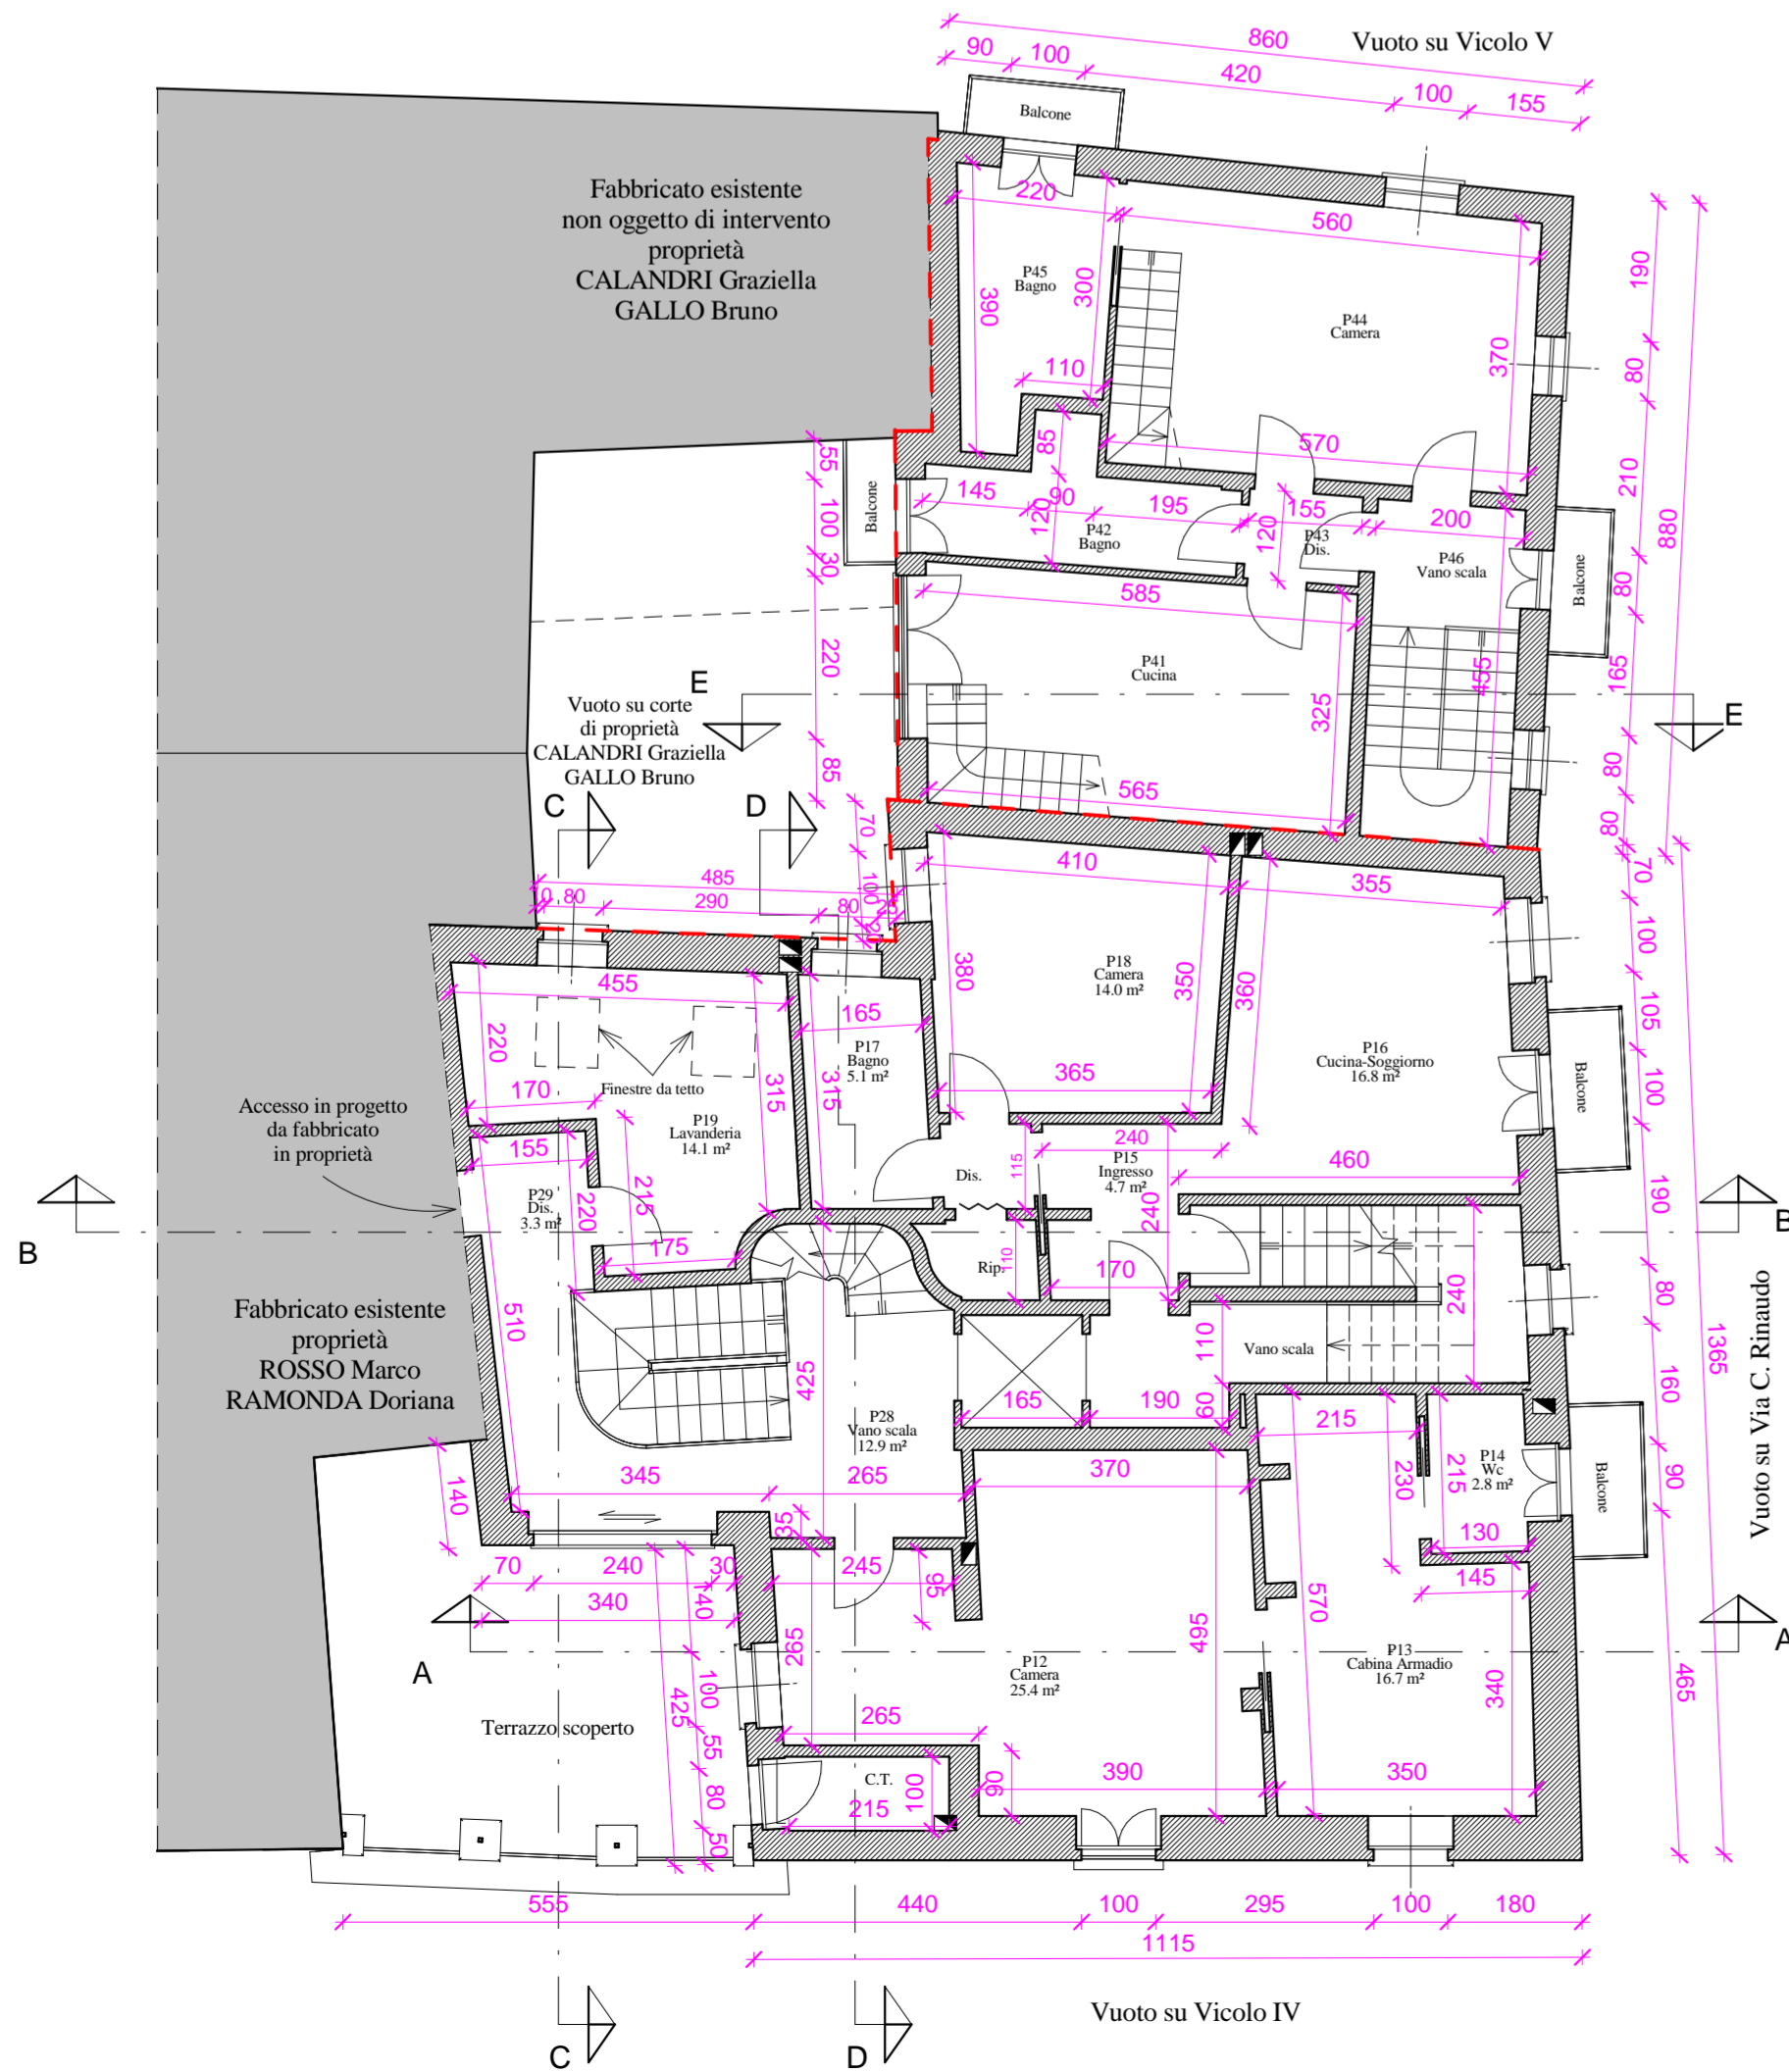 860
Vuoto su Vicolo V
90
100
420
100
155
Balcone
Fabbricato esistente
non oggetto di intervento
proprietà
CALANDRI Graziella
GALLO Bruno
220
560
P45
Bagno
390
300
110
P44
Camera
370
190
80
210
880
85
570
55
100
30
Balcone
145
90
120
195
155
120
200
P42
Bagno
P43
Dis.
P46
Vano scala
Balcone
80
585
220
P41
Cucina
325
455
165
E
E
Vuoto su corte
di proprietà
CALANDRI Graziella
GALLO Bruno
85
565
80
80
C
D
70
100
485
80
290
80
410
355
70
100
P18
Camera
14.0 m²
380
350
360
455
220
170
Finestre da tetto
315
165
P17
Bagno
5.1 m²
315
365
P16
Cucina-Soggiorno
16.8 m²
105
100
Balcone
Accesso in progetto
da fabbricato
in proprietà
P19
Lavanderia
14.1 m²
155
P29
Dis.
3.3 m²
220
215
175
Dis.
115
240
P15
Ingresso
4.7 m²
460
240
190
B
B
Rip.
110
170
240
80
510
Fabbricato esistente
proprietà
ROSSO Marco
RAMONDA Doriana
425
110
Vano scala
165
190
60
160
1365
Vuoto su Via C. Rinaudo
P28
Vano scala
12.9 m²
215
230
215
P14
Wc
2.8 m²
130
90
Balcone
140
345
265
370
35
70
240
30
245
95
145
340
140
265
495
570
340
465
A
A
P12
Camera
25.4 m²
P13
Cabina Armadio
16.7 m²
100
425
55
80
50
Terrazzo scoperto
265
C.T.
100
215
90
390
350
555
440
100
295
100
180
1115
Vuoto su Vicolo IV
C
D